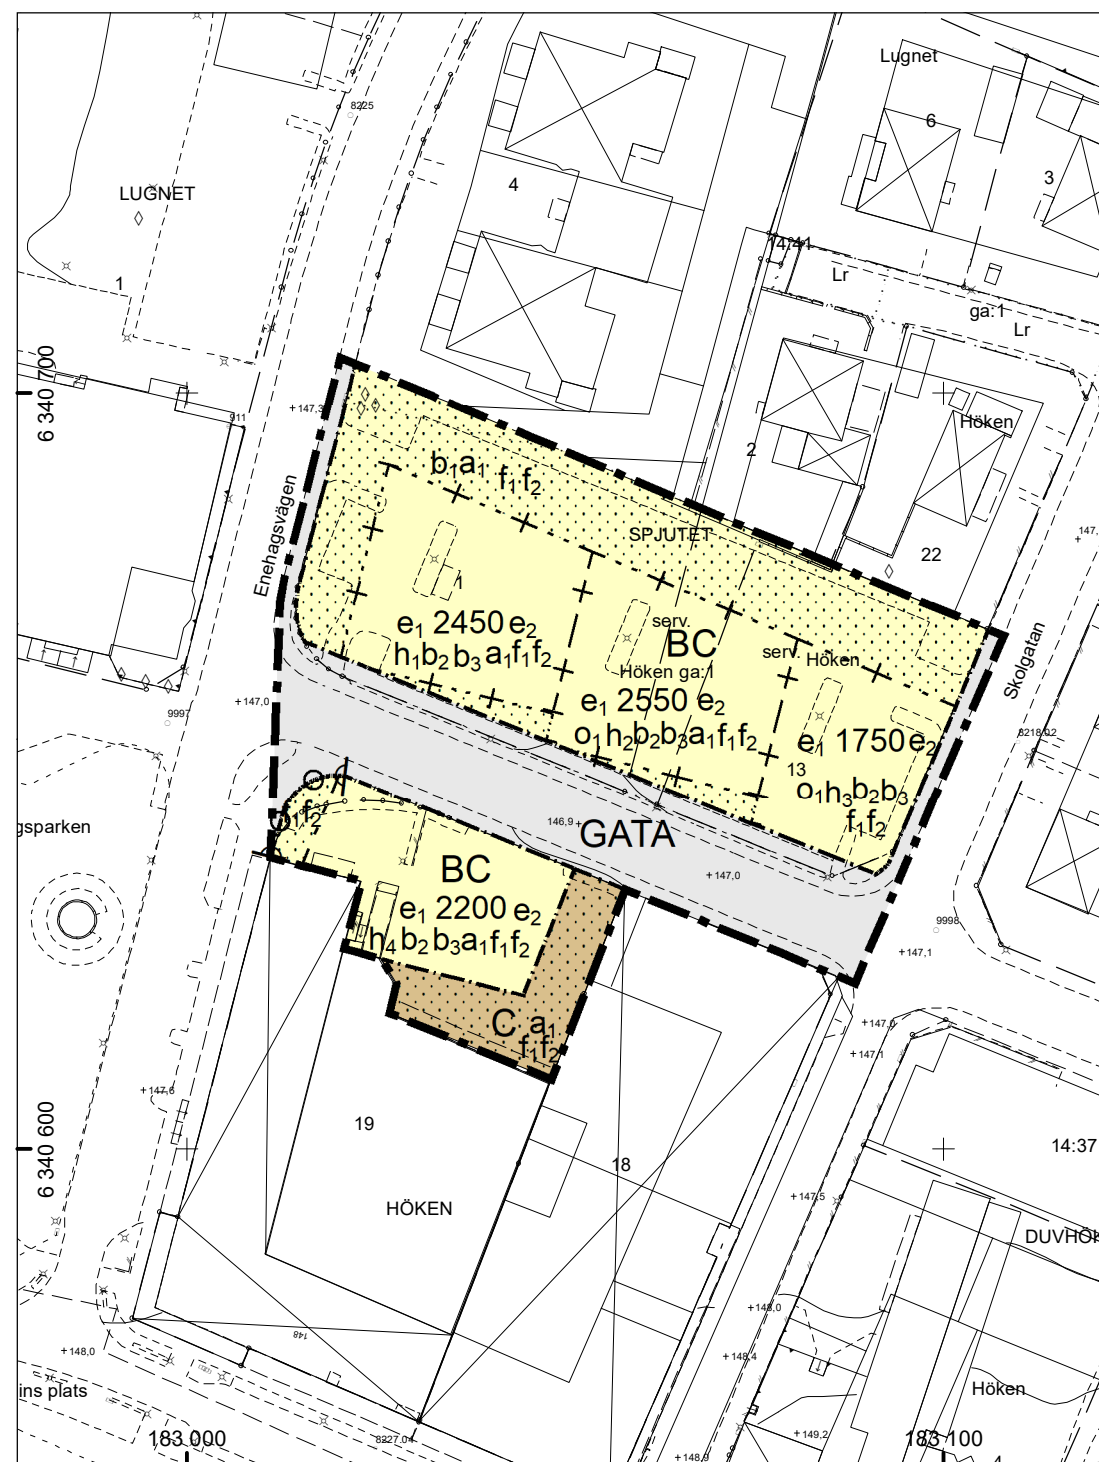 Lugnet
8225
6
LUGNET
4
3
14:41
1
Lr
ga:1
Lr
6 340 700
147,3
911
Höken
2
b1a1 f1f2
Enehagsvägen
SPJUTET
147,
22
1
e1 2450 e2
h1b2b3a1f1f2
serv.
BC
serv.
Höken
Höken ga:1
Skolgatan
147,0
9997
e1 2550 e2
o1h2b2b3a1f1f2
e1 1750 e2
8218.02
13
o1h3b2b3
f1f2
f1f2
gsparken
146,9
GATA
BC
147,0
e1 2200 e2
h4b2b3a1f1f2
9998
147,1
C a1
f1f2
147,0
147,1
147,6
6 340 600
19
18
14:37
147,5
HÖKEN
DUVHÖK
148
148,0
148,0
148,4
ins plats
Höken
8227.04
149,2
183 000
183 100
148,9
4